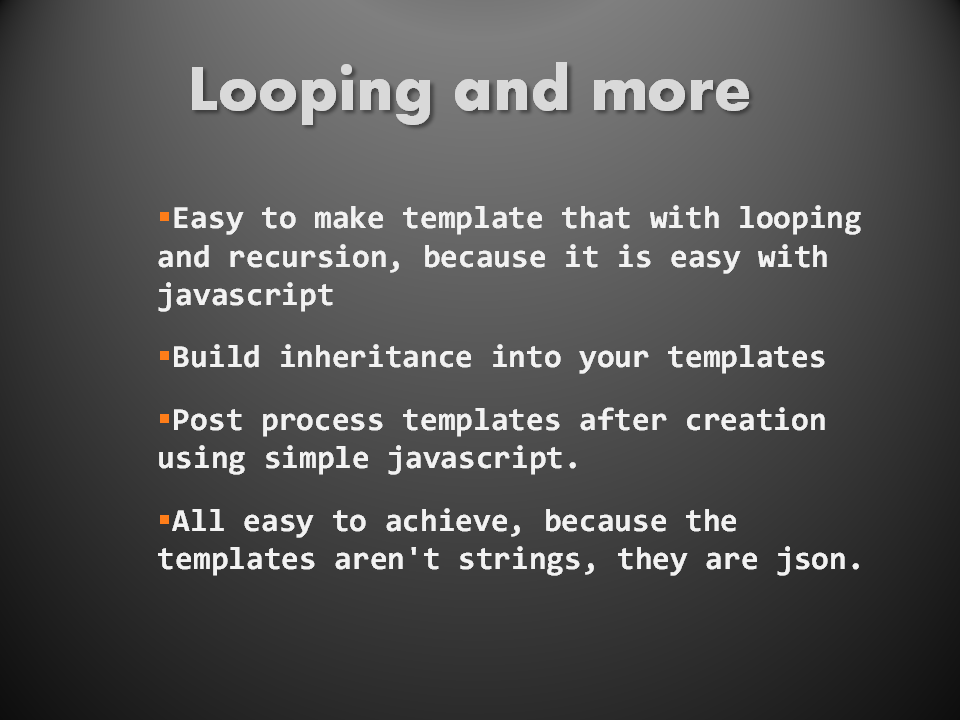 Looping and more
▪Easy to make template that with looping
and recursion, because it is easy with
javascript
▪Build inheritance into your templates
▪Post process templates after creation
using simple javascript.
▪All easy to achieve, because the
templates aren't strings, they are json.